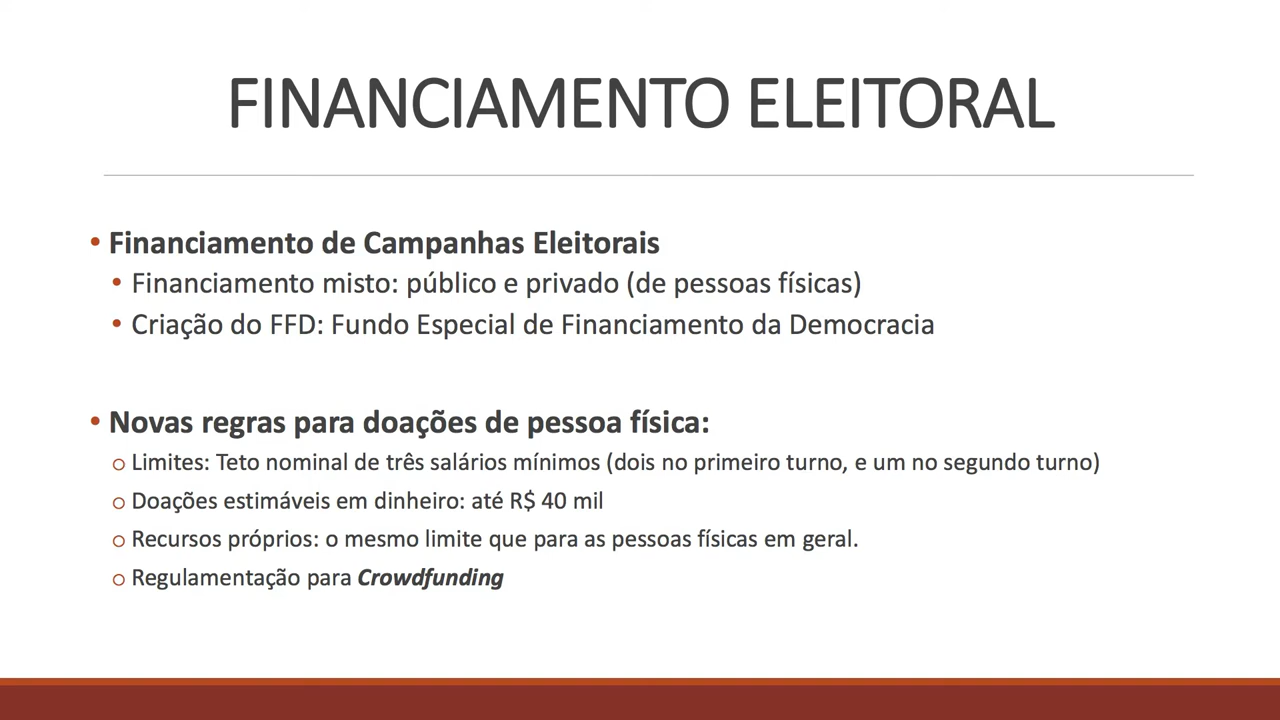 FINANCIAMENTO ELEITORAL
• Financiamento de Campanhas Eleitorais
• Financiamento misto: público e privado (de pessoas físicas)
• Criação do FFD: Fundo Especial de Financiamento da Democracia
• Novas regras para doações de pessoa física:
o Limites: Teto nominal de três salários mínimos (dois no primeiro turno, e um no segundo turno)
o Doações estimáveis em dinheiro: até R$ 40 mil
o Recursos próprios: o mesmo limite que para as pessoas físicas em geral.
o Regulamentação para Crowdfunding